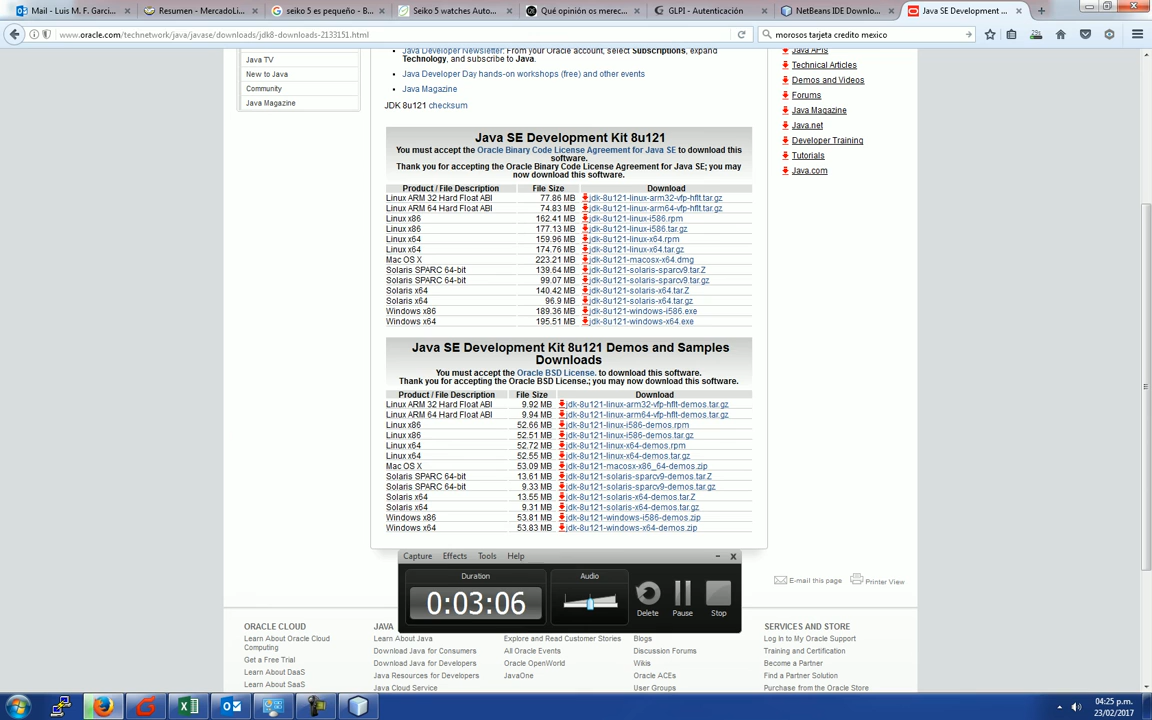 Mail - Luis M. F. Garci...
Resumen - MercadoLi...
seiko 5 es pequeño - B...
Seiko 5 watches Auto...
Qué opinión os merec...
GLPI - Autenticación
NetBeans IDE Downlo...
Java SE Development ...
www.oracle.com/technetwork/java/javase/downloads/jdk8-downloads-2133151.html
morosos tarjeta credito mexico
Java TV
New to Java
Community
Java Magazine
Java Developer Newsletter: From your Oracle account, select Subscriptions, expand
Technology, and subscribe to Java.
Java Developer Day hands-on workshops (free) and other events
Java Magazine
JDK 8u121 checksum
Java SE Development Kit 8u121
You must accept the Oracle Binary Code License Agreement for Java SE to download this
software.
Thank you for accepting the Oracle Binary Code License Agreement for Java SE; you may
now download this software.
Product / File Description File Size Download
Linux ARM 32 Hard Float ABI 77.86 MB jdk-8u121-linux-arm32-vfp-hflt.tar.gz
Linux ARM 64 Hard Float ABI 74.83 MB jdk-8u121-linux-arm64-vfp-hflt.tar.gz
Linux x86 162.41 MB jdk-8u121-linux-i586.rpm
Linux x86 177.13 MB jdk-8u121-linux-i586.tar.gz
Linux x64 159.96 MB jdk-8u121-linux-x64.rpm
Linux x64 174.76 MB jdk-8u121-linux-x64.tar.gz
Mac OS X 223.21 MB jdk-8u121-macosx-x64.dmg
Solaris SPARC 64-bit 139.64 MB jdk-8u121-solaris-sparcv9.tar.Z
Solaris SPARC 64-bit 99.07 MB jdk-8u121-solaris-sparcv9.tar.gz
Solaris x64 140.42 MB jdk-8u121-solaris-x64.tar.Z
Solaris x64 96.9 MB jdk-8u121-solaris-x64.tar.gz
Windows x86 189.36 MB jdk-8u121-windows-i586.exe
Windows x64 195.51 MB jdk-8u121-windows-x64.exe
Java SE Development Kit 8u121 Demos and Samples
Downloads
You must accept the Oracle BSD License. to download this software.
Thank you for accepting the Oracle BSD License.; you may now download this software.
Product / File Description File Size Download
Linux ARM 32 Hard Float ABI 9.92 MB jdk-8u121-linux-arm32-vfp-hflt-demos.tar.gz
Linux ARM 64 Hard Float ABI 9.94 MB jdk-8u121-linux-arm64-vfp-hflt-demos.tar.gz
Linux x86 52.66 MB jdk-8u121-linux-i586-demos.rpm
Linux x86 52.51 MB jdk-8u121-linux-i586-demos.tar.gz
Linux x64 52.72 MB jdk-8u121-linux-x64-demos.rpm
Linux x64 52.55 MB jdk-8u121-linux-x64-demos.tar.gz
Mac OS X 53.09 MB jdk-8u121-macosx-x86_64-demos.zip
Solaris SPARC 64-bit 13.61 MB jdk-8u121-solaris-sparcv9-demos.tar.Z
Solaris SPARC 64-bit 9.33 MB jdk-8u121-solaris-sparcv9-demos.tar.gz
Solaris x64 13.55 MB jdk-8u121-solaris-x64-demos.tar.Z
Solaris x64 9.31 MB jdk-8u121-solaris-x64-demos.tar.gz
Windows x86 53.81 MB jdk-8u121-windows-i586-demos.zip
Windows x64 53.83 MB jdk-8u121-windows-x64-demos.zip
Java APIs
Technical Articles
Demos and Videos
Forums
Java Magazine
Java.net
Developer Training
Tutorials
Java.com
Capture Effects Tools Help
Duration
0:03:06
Audio
Delete
Pause
Stop
E-mail this page
Printer View
ORACLE CLOUD
Learn About Oracle Cloud
Computing
Get a Free Trial
Learn About DaaS
Learn About SaaS
JAVA
Learn About Java
Download Java for Consumers
Download Java for Developers
Java Resources for Developers
Java Cloud Service
Explore and Read Customer Stories
All Oracle Events
Oracle OpenWorld
JavaOne
Blogs
Discussion Forums
Wikis
Oracle ACEs
User Groups
SERVICES AND STORE
Log In to My Oracle Support
Training and Certification
Become a Partner
Find a Partner Solution
Purchase from the Oracle Store
04:25 p.m.
23/02/2017